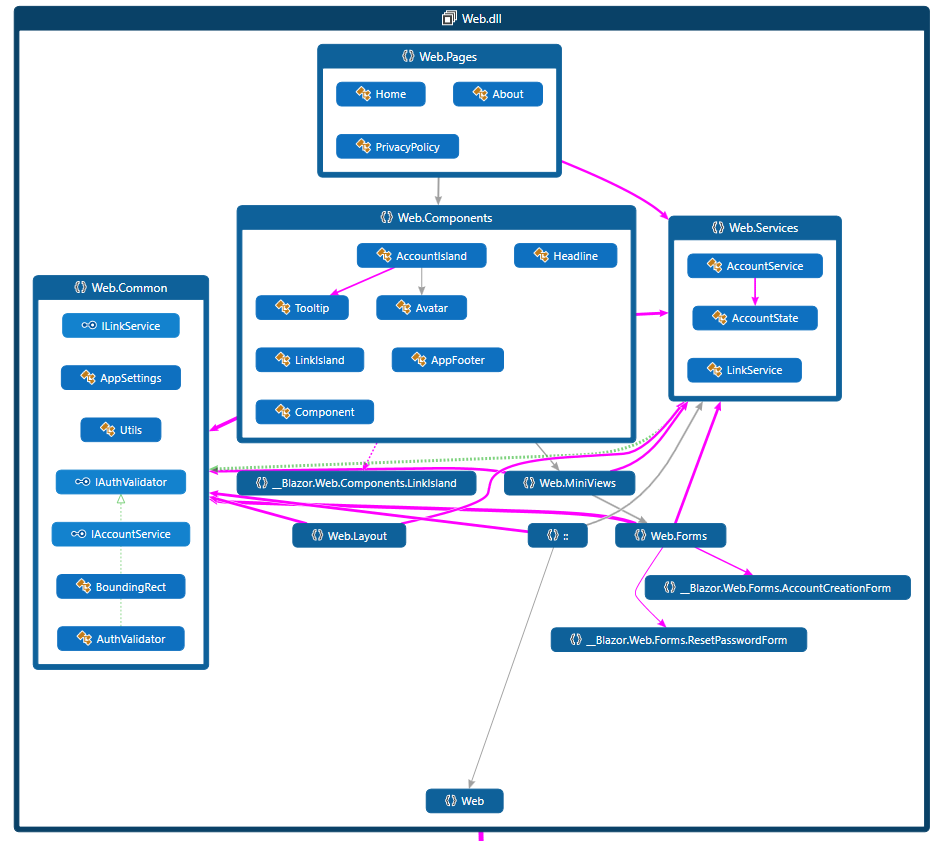 Web.dll
Web.Pages
Home
About
PrivacyPolicy
Web.Components
AccountIsland
Headline
Tooltip
Avatar
LinkIsland
AppFooter
Component
Web.Services
AccountService
AccountState
LinkService
Web.Common
ILinkService
AppSettings
Utils
IAuthValidator
IAccountService
BoundingRect
AuthValidator
__Blazor.Web.Components.LinkIsland
Web.MiniViews
Web.Layout
::
Web.Forms
__Blazor.Web.Forms.AccountCreationForm
__Blazor.Web.Forms.ResetPasswordForm
Web